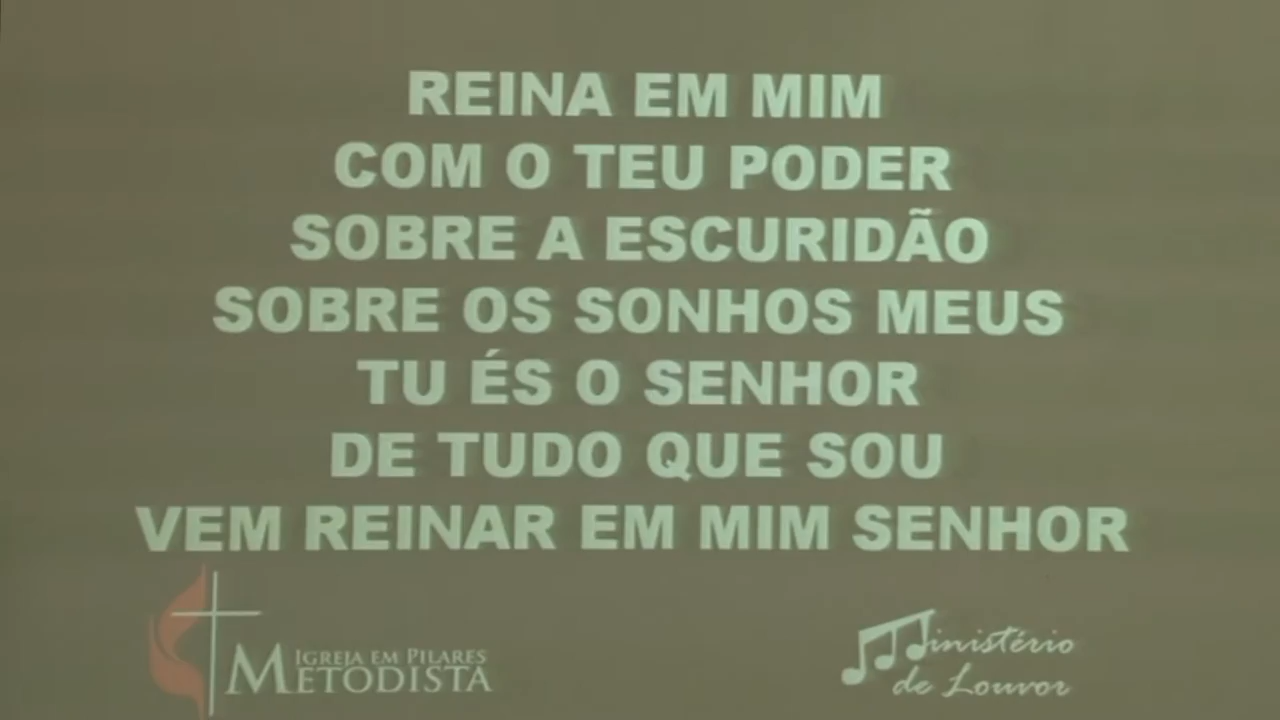 REINA EM MIM
COM O TEU PODER
SOBRE A ESCURIDÃO
SOBRE OS SONHOS MEUS
TU ÉS O SENHOR
DE TUDO QUE SOU
VEM REINAR EM MIM SENHOR
IGREJA EM PILARES
METODISTA
Ministério
de Louvor